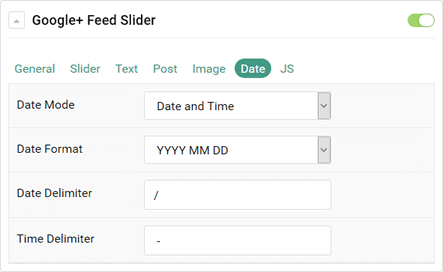 Google+ Feed Slider
General Slider Text Post Image Date JS
Date Mode Date and Time
Date Format YYYY MM DD
Date Delimiter /
Time Delimiter -